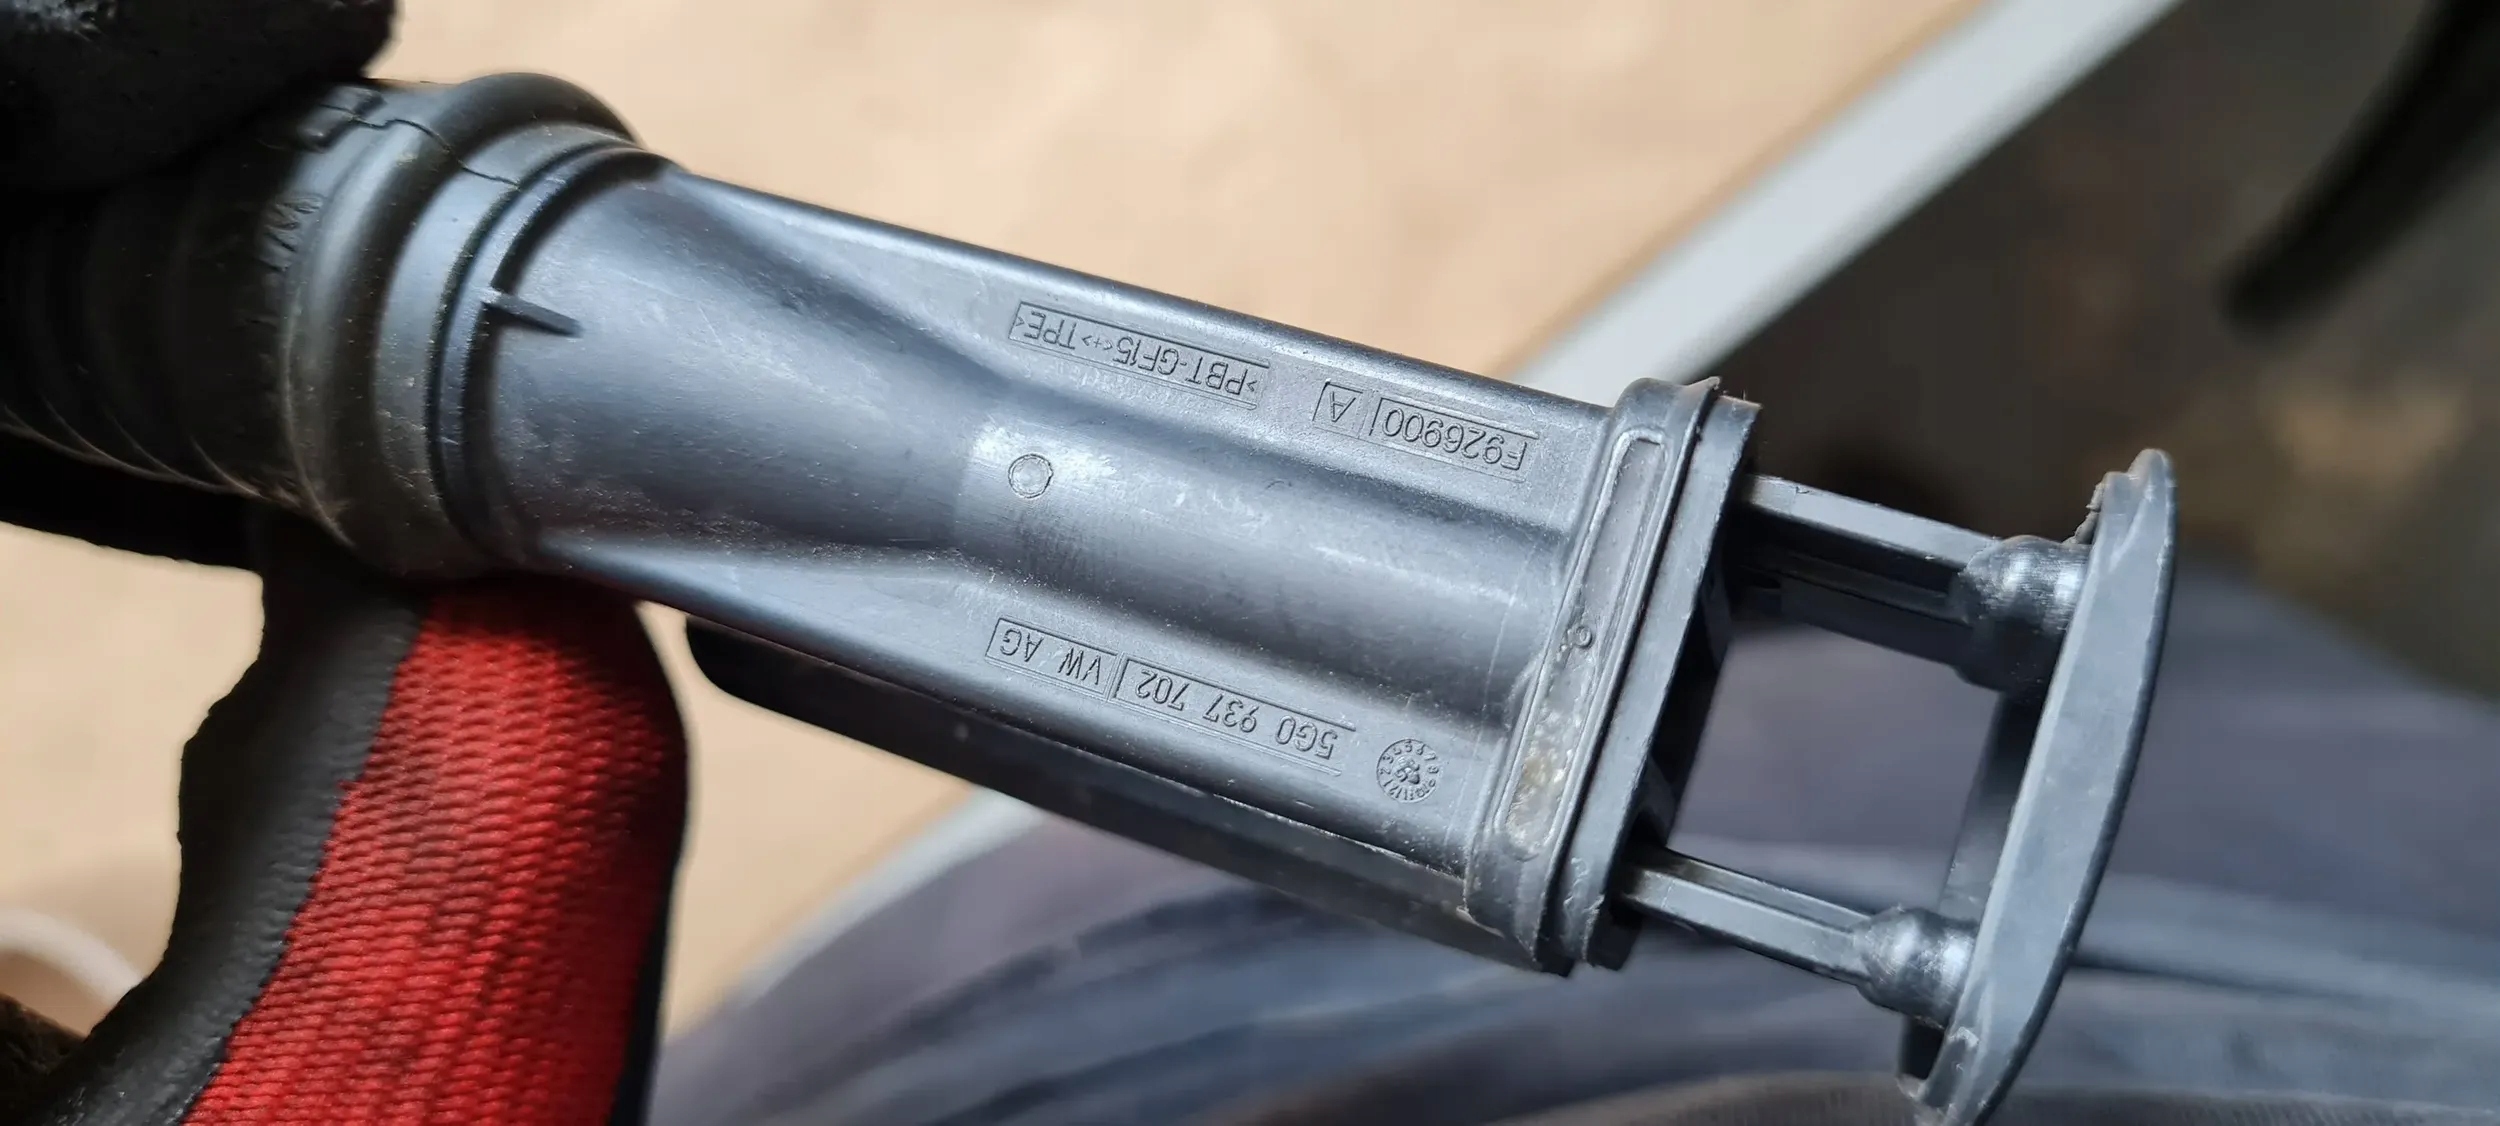 5G0 937 702 VW AG
F926900 A >PBT-GF15<+>TPE<